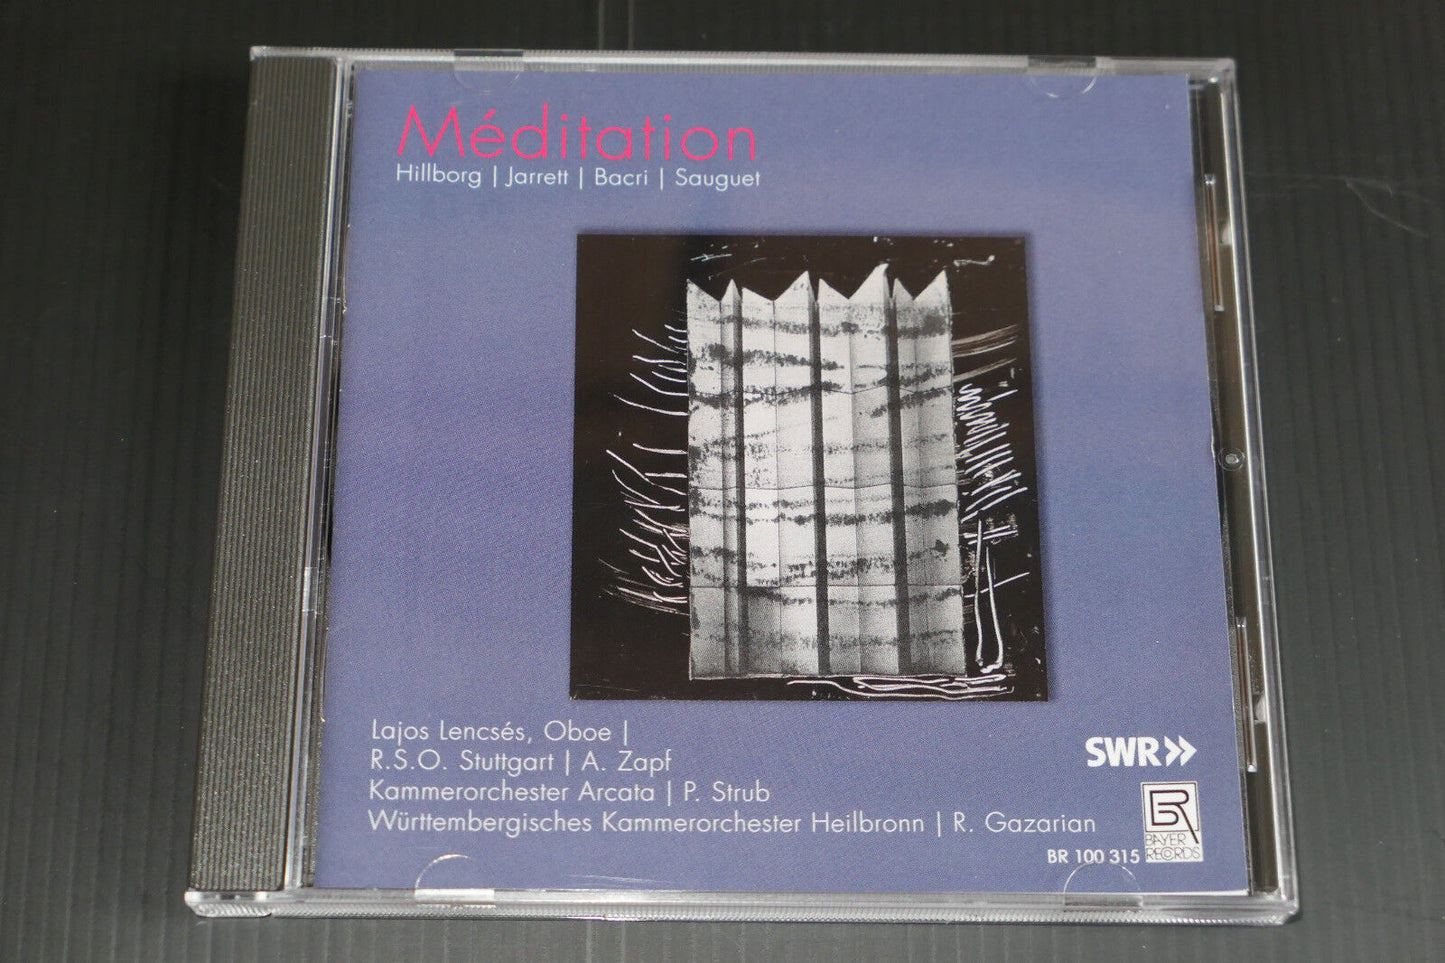 Méditation
Hillborg | Jarrett | Bacri | Sauguet
Lajos Lencsés, Oboe |
R.S.O. Stuttgart | A. Zapf
Kammerorchester Arcata | P. Strub
Württembergisches Kammerorchester Heilbronn | R. Gazarian
SWR
BR
BAYER
RECORDS
BR 100 315